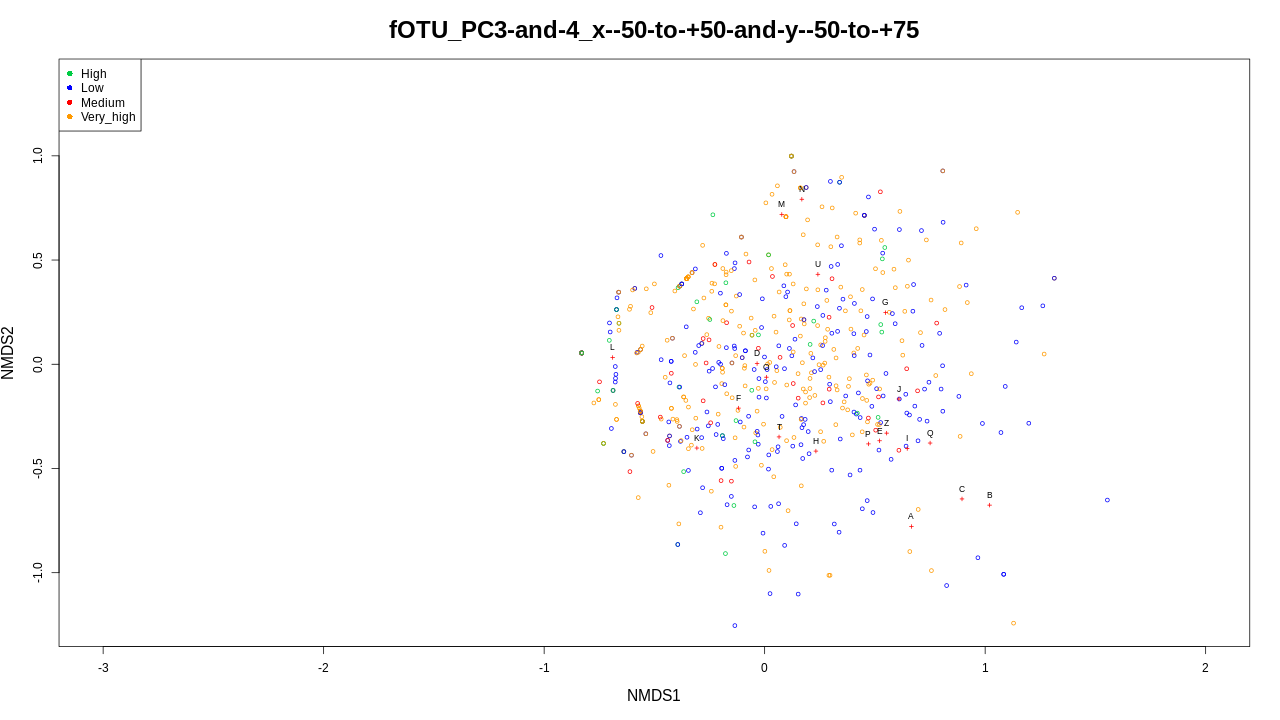 fOTU_PC3-and-4_x--50-to-+50-and-y--50-to-+75
High
Low
Medium
Very_high
1.0
0.5
0.0
-0.5
-1.0
NMDS2
N
M
U
G
L
D
O
J
F
T
K
H
P
E
Z
I
Q
C
B
A
-3
-2
-1
0
1
2
NMDS1